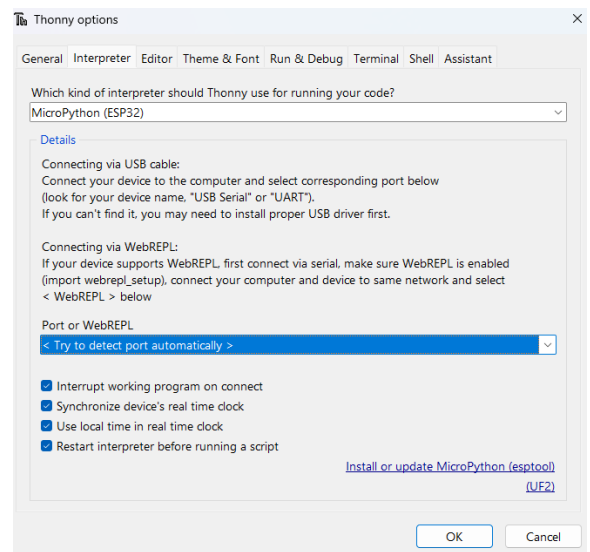 Thonny options
General Interpreter Editor Theme & Font Run & Debug Terminal Shell Assistant
Which kind of interpreter should Thonny use for running your code?
MicroPython (ESP32)
Details
Connecting via USB cable:
Connect your device to the computer and select corresponding port below
(look for your device name, "USB Serial" or "UART").
If you can't find it, you may need to install proper USB driver first.
Connecting via WebREPL:
If your device supports WebREPL, first connect via serial, make sure WebREPL is enabled
(import webrepl_setup), connect your computer and device to same network and select
< WebREPL > below
Port or WebREPL
< Try to detect port automatically >
Interrupt working program on connect
Synchronize device's real time clock
Use local time in real time clock
Restart interpreter before running a script
Install or update MicroPython (esptool)
(UF2)
OK Cancel